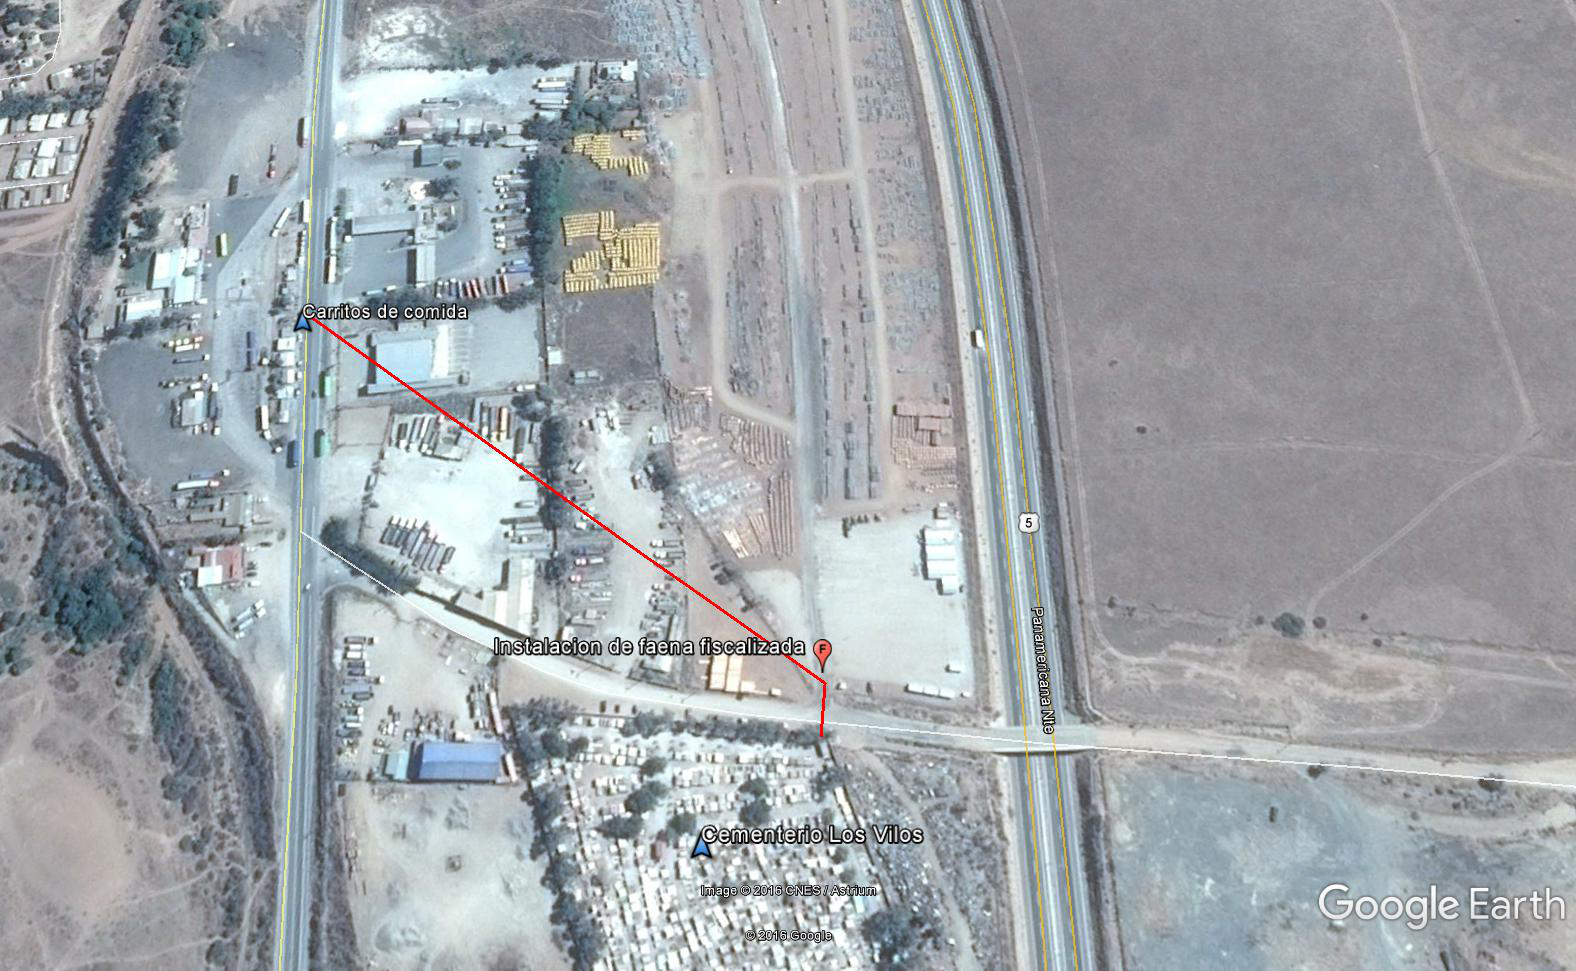 Carritos de comida
5
Instalacion de faena fiscalizada
F
Panamericana Nte
Cementerio Los Vilos
Image © 2016 CNES / Astrium
© 2016 Google
Google Earth